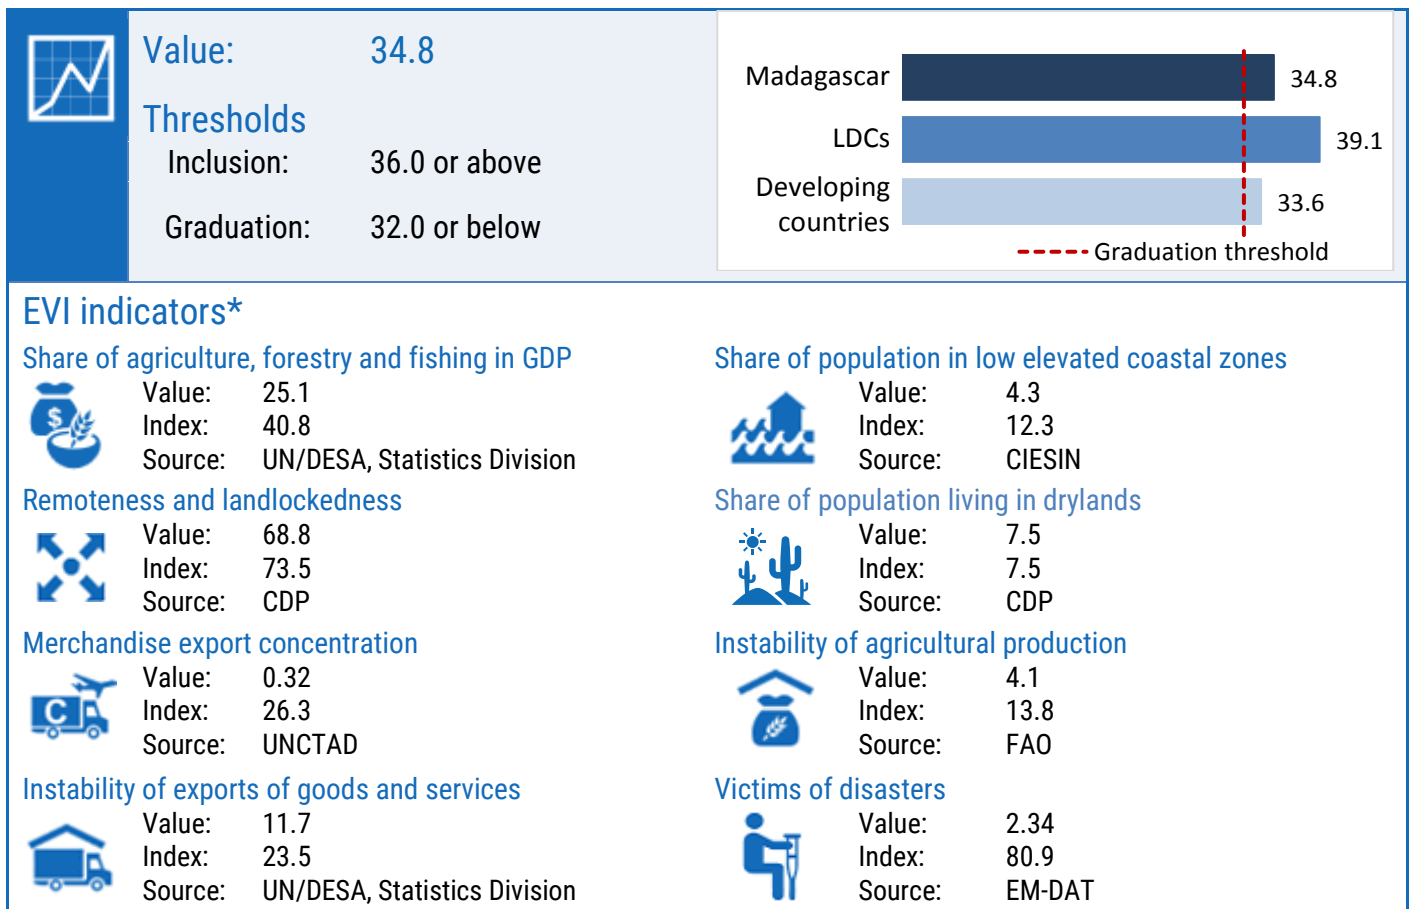 Value: 34.8
Thresholds
Inclusion: 36.0 or above
Graduation: 32.0 or below
Madagascar 34.8
LDCs 39.1
Developing
countries 33.6
Graduation threshold
EVI indicators*
Share of agriculture, forestry and fishing in GDP
$
Value: 25.1
Index: 40.8
Source: UN/DESA, Statistics Division
Share of population in low elevated coastal zones
Value: 4.3
Index: 12.3
Source: CIESIN
Remoteness and landlockedness
Value: 68.8
Index: 73.5
Source: CDP
Share of population living in drylands
Value: 7.5
Index: 7.5
Source: CDP
Merchandise export concentration
C
Value: 0.32
Index: 26.3
Source: UNCTAD
Instability of agricultural production
Value: 4.1
Index: 13.8
Source: FAO
Instability of exports of goods and services
Value: 11.7
Index: 23.5
Source: UN/DESA, Statistics Division
Victims of disasters
Value: 2.34
Index: 80.9
Source: EM-DAT